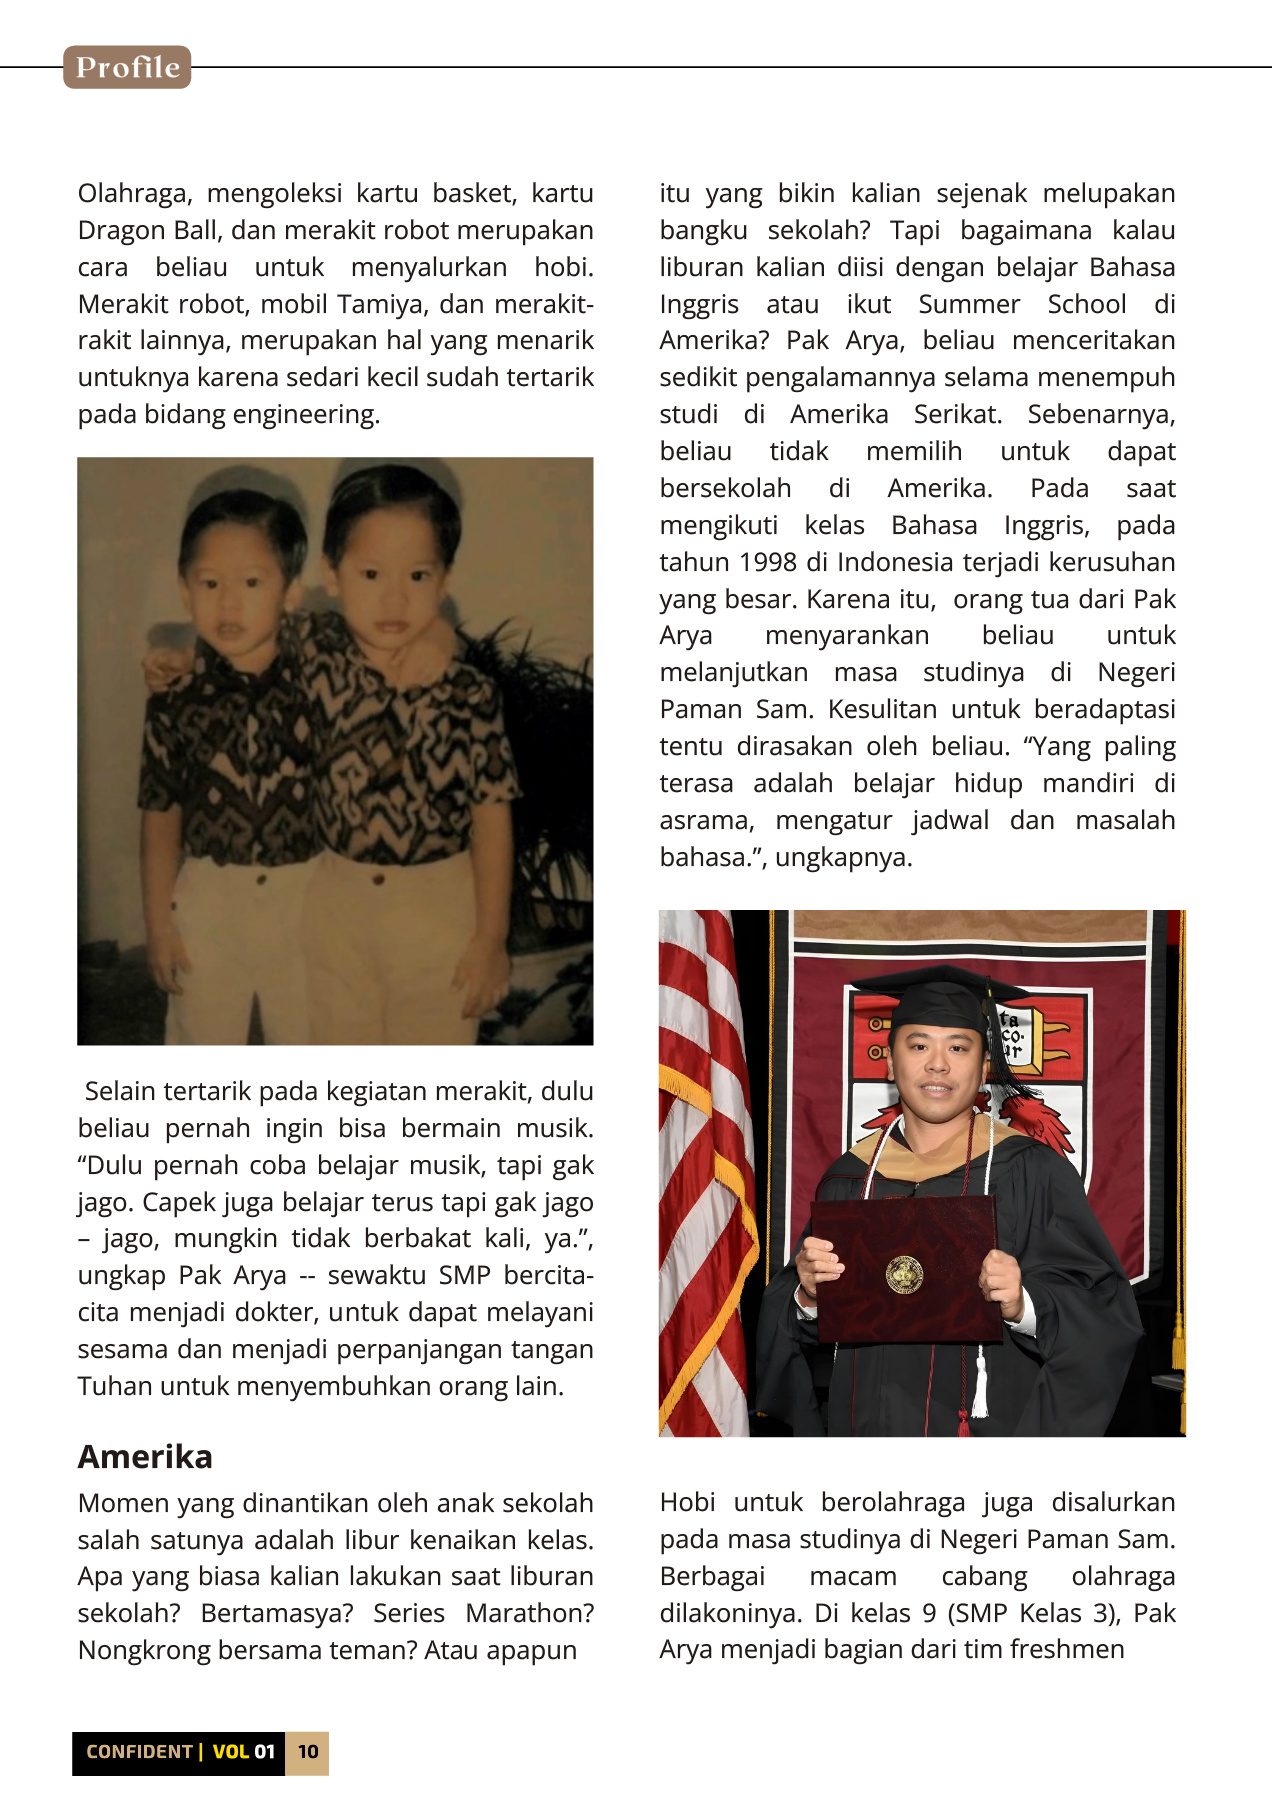 Profile
Olahraga, mengoleksi kartu basket, kartu
Dragon Ball, dan merakit robot merupakan
cara beliau untuk menyalurkan hobi.
Merakit robot, mobil Tamiya, dan merakit-
rakit lainnya, merupakan hal yang menarik
untuknya karena sedari kecil sudah tertarik
pada bidang engineering.
Selain tertarik pada kegiatan merakit, dulu
beliau pernah ingin bisa bermain musik.
“Dulu pernah coba belajar musik, tapi gak
jago. Capek juga belajar terus tapi gak jago
– jago, mungkin tidak berbakat kali, ya.”,
ungkap Pak Arya -- sewaktu SMP bercita-
cita menjadi dokter, untuk dapat melayani
sesama dan menjadi perpanjangan tangan
Tuhan untuk menyembuhkan orang lain.
Amerika
Momen yang dinantikan oleh anak sekolah
salah satunya adalah libur kenaikan kelas.
Apa yang biasa kalian lakukan saat liburan
sekolah? Bertamasya? Series Marathon?
Nongkrong bersama teman? Atau apapun
itu yang bikin kalian sejenak melupakan
bangku sekolah? Tapi bagaimana kalau
liburan kalian diisi dengan belajar Bahasa
Inggris atau ikut Summer School di
Amerika? Pak Arya, beliau menceritakan
sedikit pengalamannya selama menempuh
studi di Amerika Serikat. Sebenarnya,
beliau tidak memilih untuk dapat
bersekolah di Amerika. Pada saat
mengikuti kelas Bahasa Inggris, pada
tahun 1998 di Indonesia terjadi kerusuhan
yang besar. Karena itu, orang tua dari Pak
Arya menyarankan beliau untuk
melanjutkan masa studinya di Negeri
Paman Sam. Kesulitan untuk beradaptasi
tentu dirasakan oleh beliau. “Yang paling
terasa adalah belajar hidup mandiri di
asrama, mengatur jadwal dan masalah
bahasa.”, ungkapnya.
ta
co.
ur
Hobi untuk berolahraga juga disalurkan
pada masa studinya di Negeri Paman Sam.
Berbagai macam cabang olahraga
dilakoninya. Di kelas 9 (SMP Kelas 3), Pak
Arya menjadi bagian dari tim freshmen
CONFIDENT | VOL 01 10